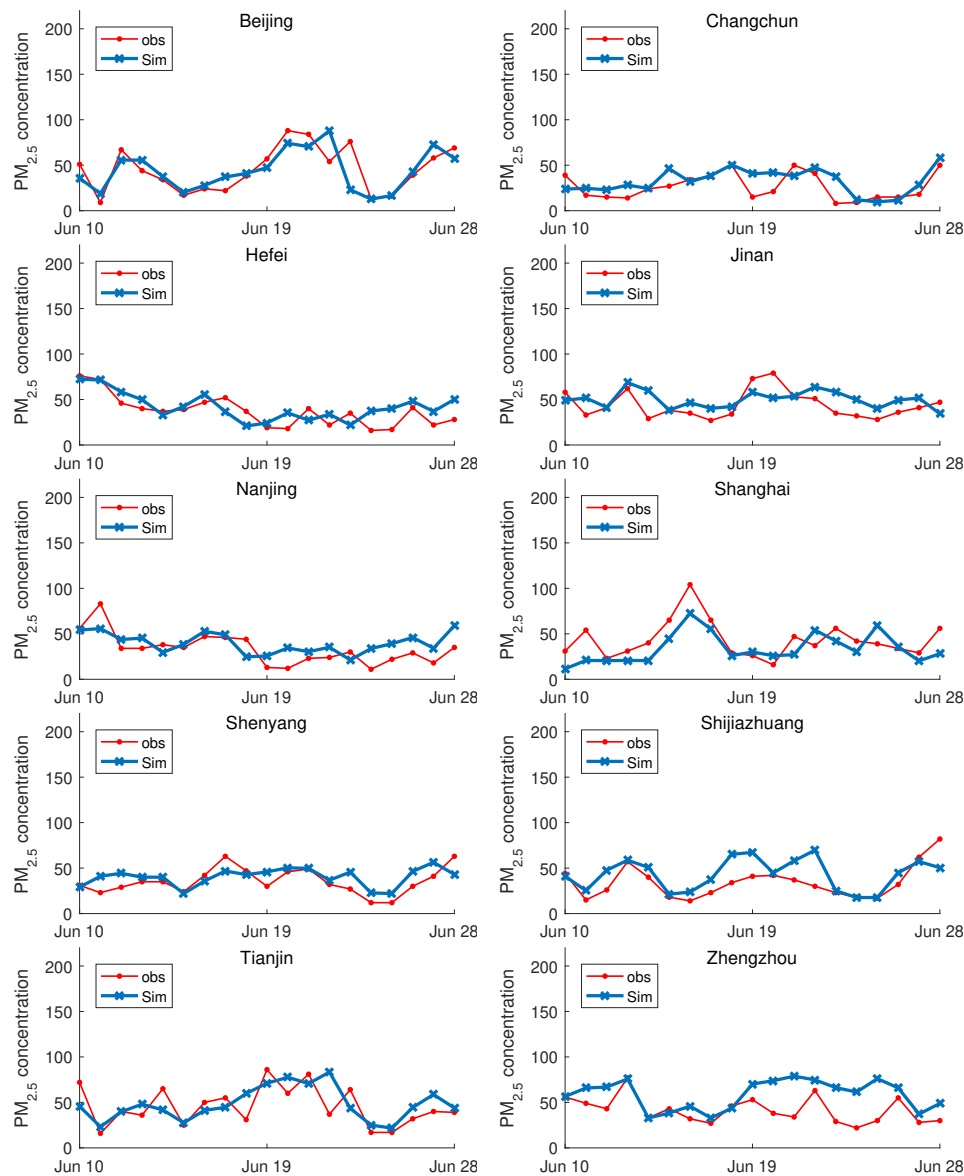 Beijing
PM2.5 concentration
200
150
100
50
0
obs
Sim
Jun 10
Jun 19
Jun 28
Changchun
PM2.5 concentration
200
150
100
50
0
obs
Sim
Jun 10
Jun 19
Jun 28
Hefei
PM2.5 concentration
200
150
100
50
0
obs
Sim
Jun 10
Jun 19
Jun 28
Jinan
PM2.5 concentration
200
150
100
50
0
obs
Sim
Jun 10
Jun 19
Jun 28
Nanjing
PM2.5 concentration
200
150
100
50
0
obs
Sim
Jun 10
Jun 19
Jun 28
Shanghai
PM2.5 concentration
200
150
100
50
0
obs
Sim
Jun 10
Jun 19
Jun 28
Shenyang
PM2.5 concentration
200
150
100
50
0
obs
Sim
Jun 10
Jun 19
Jun 28
Shijiazhuang
PM2.5 concentration
200
150
100
50
0
obs
Sim
Jun 10
Jun 19
Jun 28
Tianjin
PM2.5 concentration
200
150
100
50
0
obs
Sim
Jun 10
Jun 19
Jun 28
Zhengzhou
PM2.5 concentration
200
150
100
50
0
obs
Sim
Jun 10
Jun 19
Jun 28